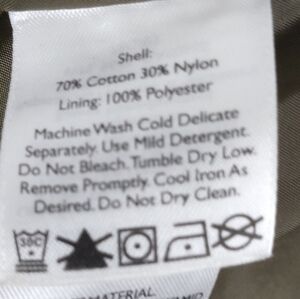 Shell:
70% Cotton 30% Nylon
Lining: 100% Polyester
Machine Wash Cold Delicate
Separately. Use Mild Detergent.
Do Not Bleach. Tumble Dry Low.
Remove Promptly. Cool Iron As
Desired. Do Not Dry Clean.
30C
MATERIAL